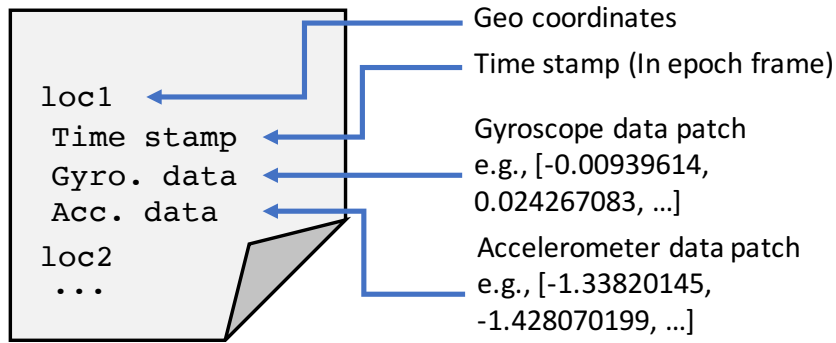 loc1
Time stamp
Gyro. data
Acc. data
loc2
...
Geo coordinates
Time stamp (In epoch frame)
Gyroscope data patch
e.g., [-0.00939614,
0.024267083, …]
Accelerometer data patch
e.g., [-1.33820145,
-1.428070199, …]